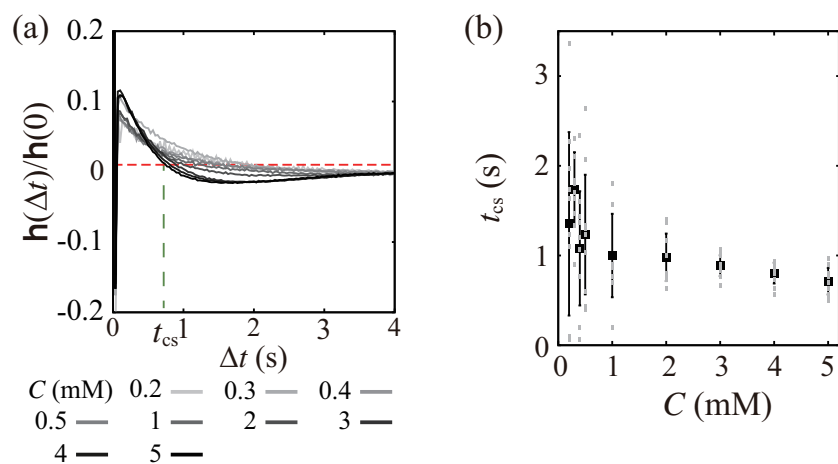 (a)
0.2
0.1
0
-0.1
-0.2
h(Δt)/h(0)
0 tcs 1 2 3 4
Δt (s)
C (mM) 0.2 0.3 0.4
0.5 1 2 3
4 5
(b)
3
2
1
0
tcs (s)
0 1 2 3 4 5
C (mM)